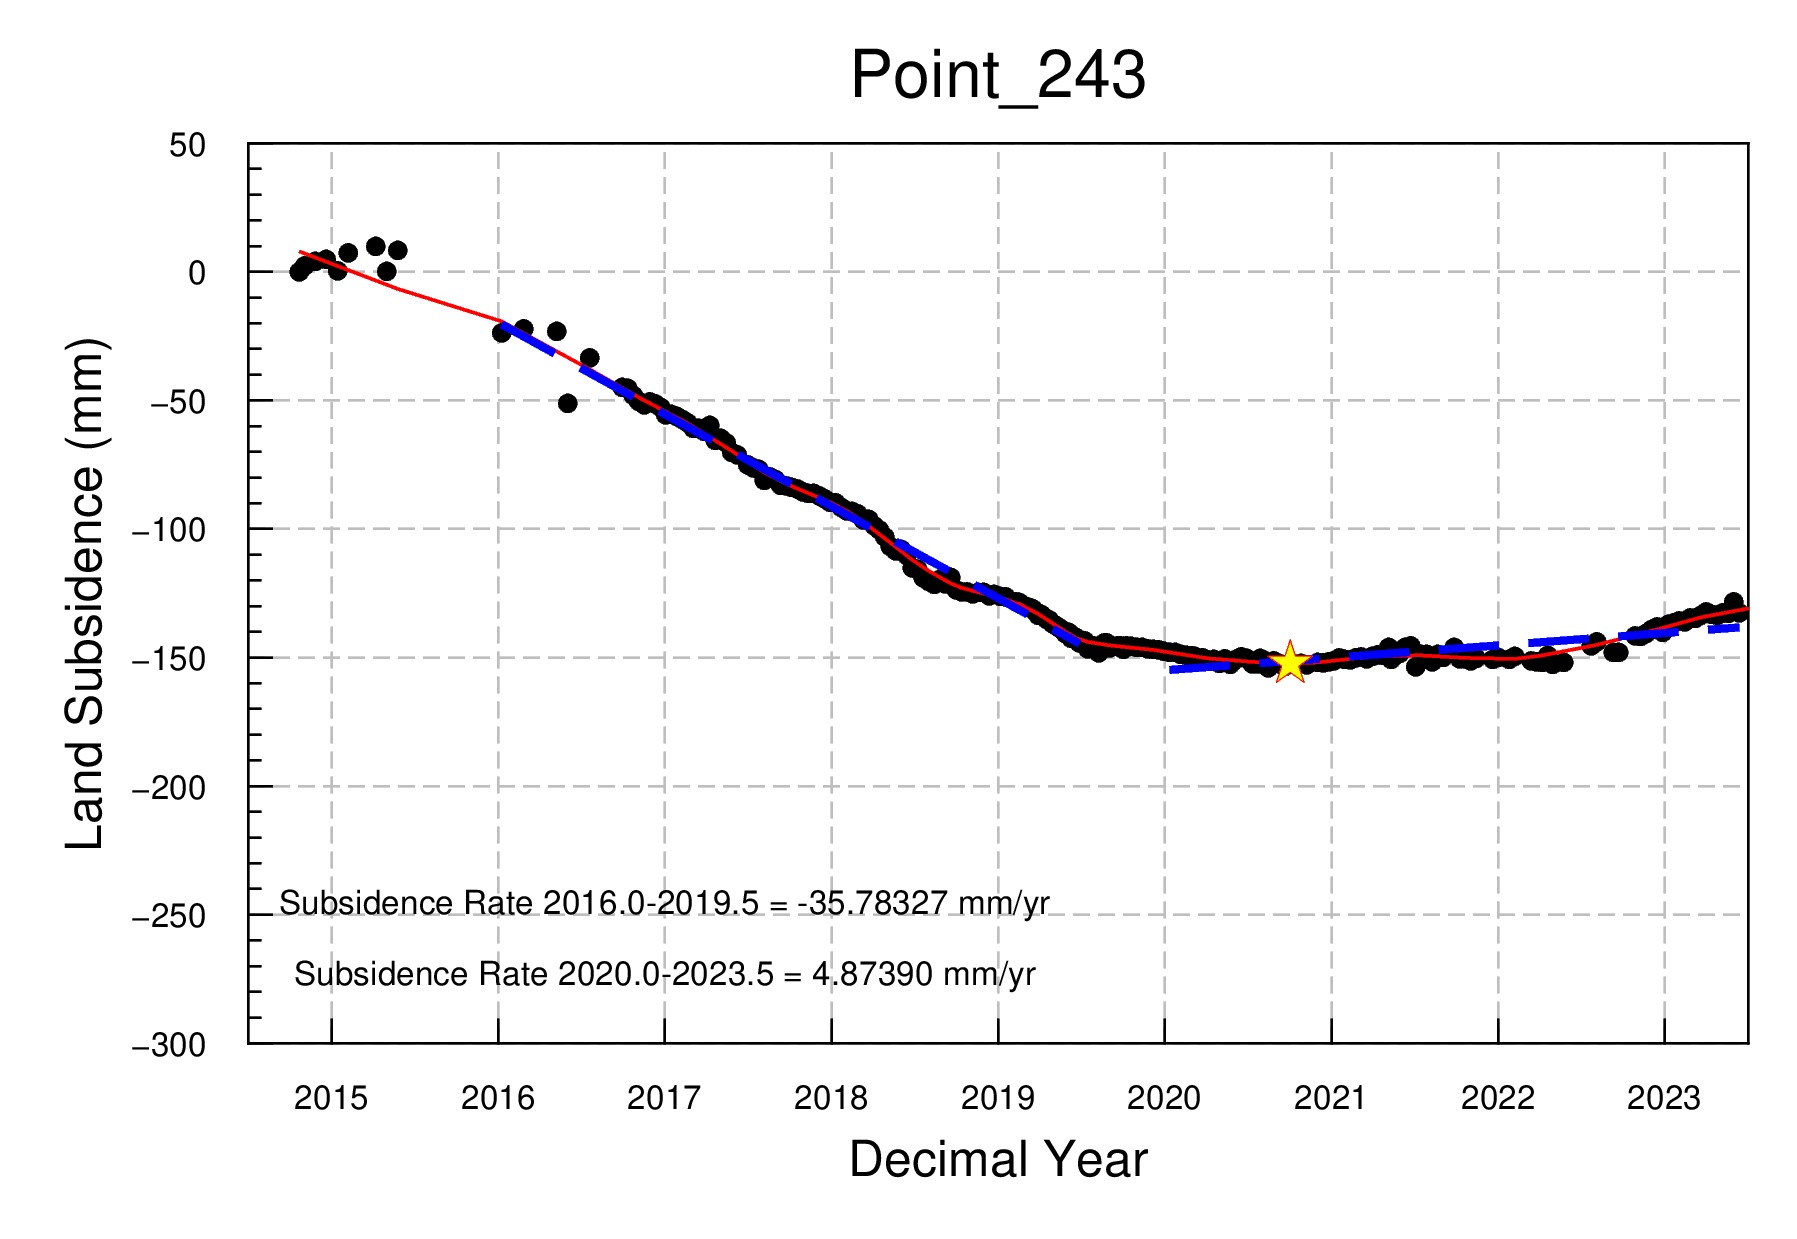 Point_243
50
0
−50
−100
−150
−200
−250
−300
Land Subsidence (mm)
Subsidence Rate 2016.0-2019.5 = -35.78327 mm/yr
Subsidence Rate 2020.0-2023.5 = 4.87390 mm/yr
2015 2016 2017 2018 2019 2020 2021 2022 2023
Decimal Year